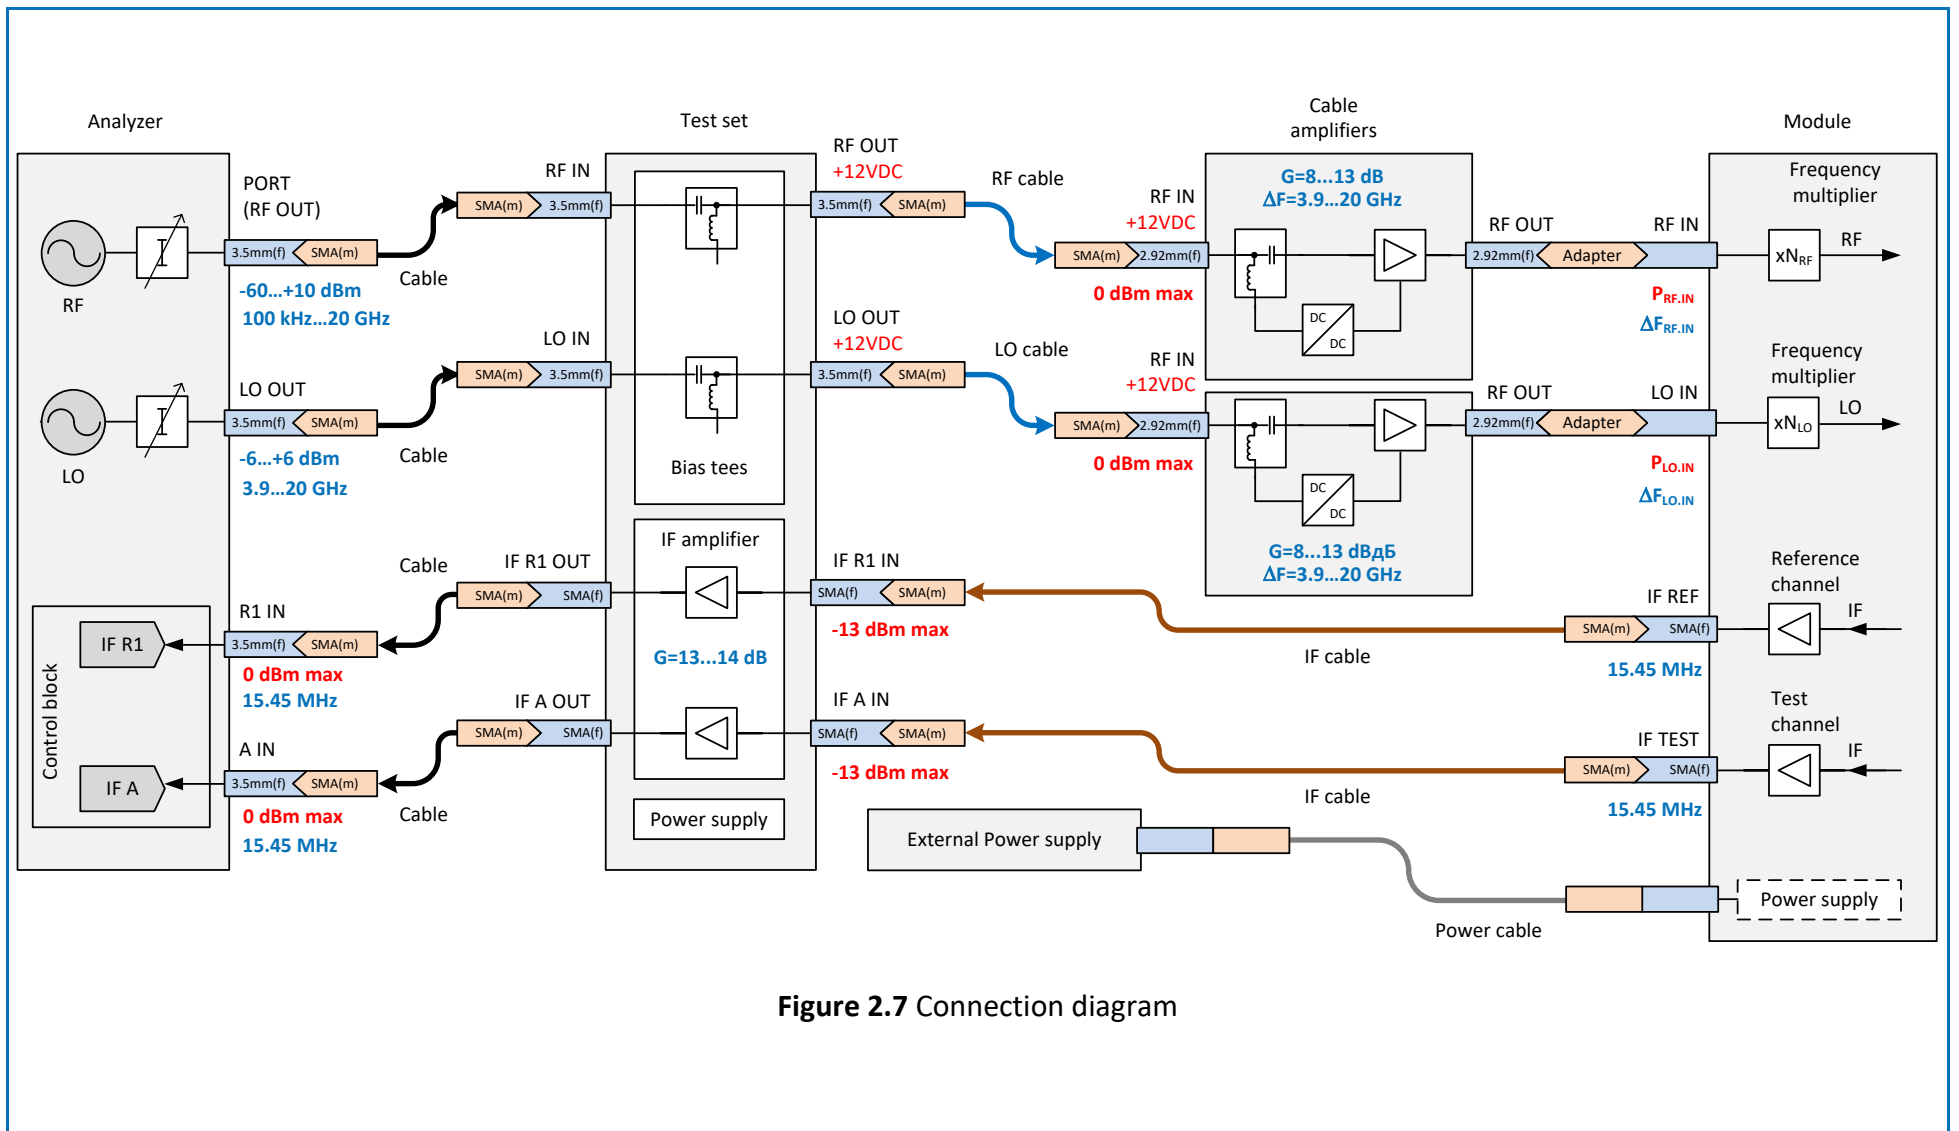 Analyzer
Test set
Cable
amplifiers
Module
PORT
(RF OUT)
3.5mm(f)
SMA(m)
-60...+10 dBm
100 kHz...20 GHz
RF
Cable
RF IN
SMA(m)
3.5mm(f)
RF OUT
+12VDC
3.5mm(f)
SMA(m)
RF cable
RF IN
+12VDC
SMA(m)
2.92mm(f)
0 dBm max
G=8...13 dB
ΔF=3.9...20 GHz
DC
DC
RF OUT
2.92mm(f)
Adapter
RF IN
PRF.IN
ΔFRF.IN
Frequency
multiplier
xNRF
RF
LO OUT
3.5mm(f)
SMA(m)
-6...+6 dBm
3.9...20 GHz
LO
Cable
LO IN
SMA(m)
3.5mm(f)
Bias tees
LO OUT
+12VDC
3.5mm(f)
SMA(m)
LO cable
RF IN
+12VDC
SMA(m)
2.92mm(f)
0 dBm max
DC
DC
G=8...13 dBдБ
ΔF=3.9...20 GHz
RF OUT
2.92mm(f)
Adapter
LO IN
PLO.IN
ΔFLO.IN
Frequency
multiplier
xNLO
LO
Control block
IF R1
R1 IN
3.5mm(f)
SMA(m)
0 dBm max
15.45 MHz
Cable
IF R1 OUT
SMA(m)
SMA(f)
IF amplifier
G=13...14 dB
IF R1 IN
SMA(f)
SMA(m)
-13 dBm max
IF cable
IF REF
SMA(m)
SMA(f)
15.45 MHz
Reference
channel
IF
IF A
A IN
3.5mm(f)
SMA(m)
0 dBm max
15.45 MHz
Cable
IF A OUT
SMA(m)
SMA(f)
IF A IN
SMA(f)
SMA(m)
-13 dBm max
IF cable
IF TEST
SMA(m)
SMA(f)
15.45 MHz
Test
channel
IF
Power supply
External Power supply
Power cable
Power supply
Figure 2.7 Connection diagram